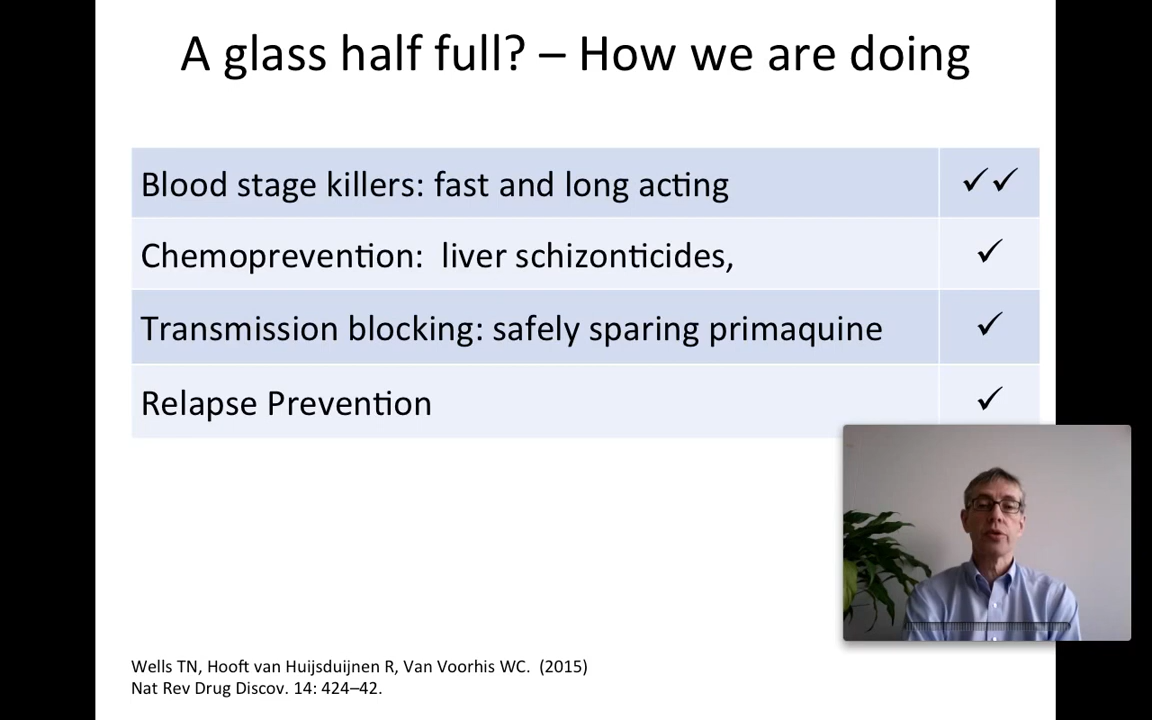 A glass half full? – How we are doing
Blood stage killers: fast and long acting ✓✓
Chemoprevention:  liver schizonticides, ✓
Transmission blocking: safely sparing primaquine ✓
Relapse Prevention ✓
Wells TN, Hooft van Huijsduijnen R, Van Voorhis WC.  (2015)
Nat Rev Drug Discov. 14: 424–42.